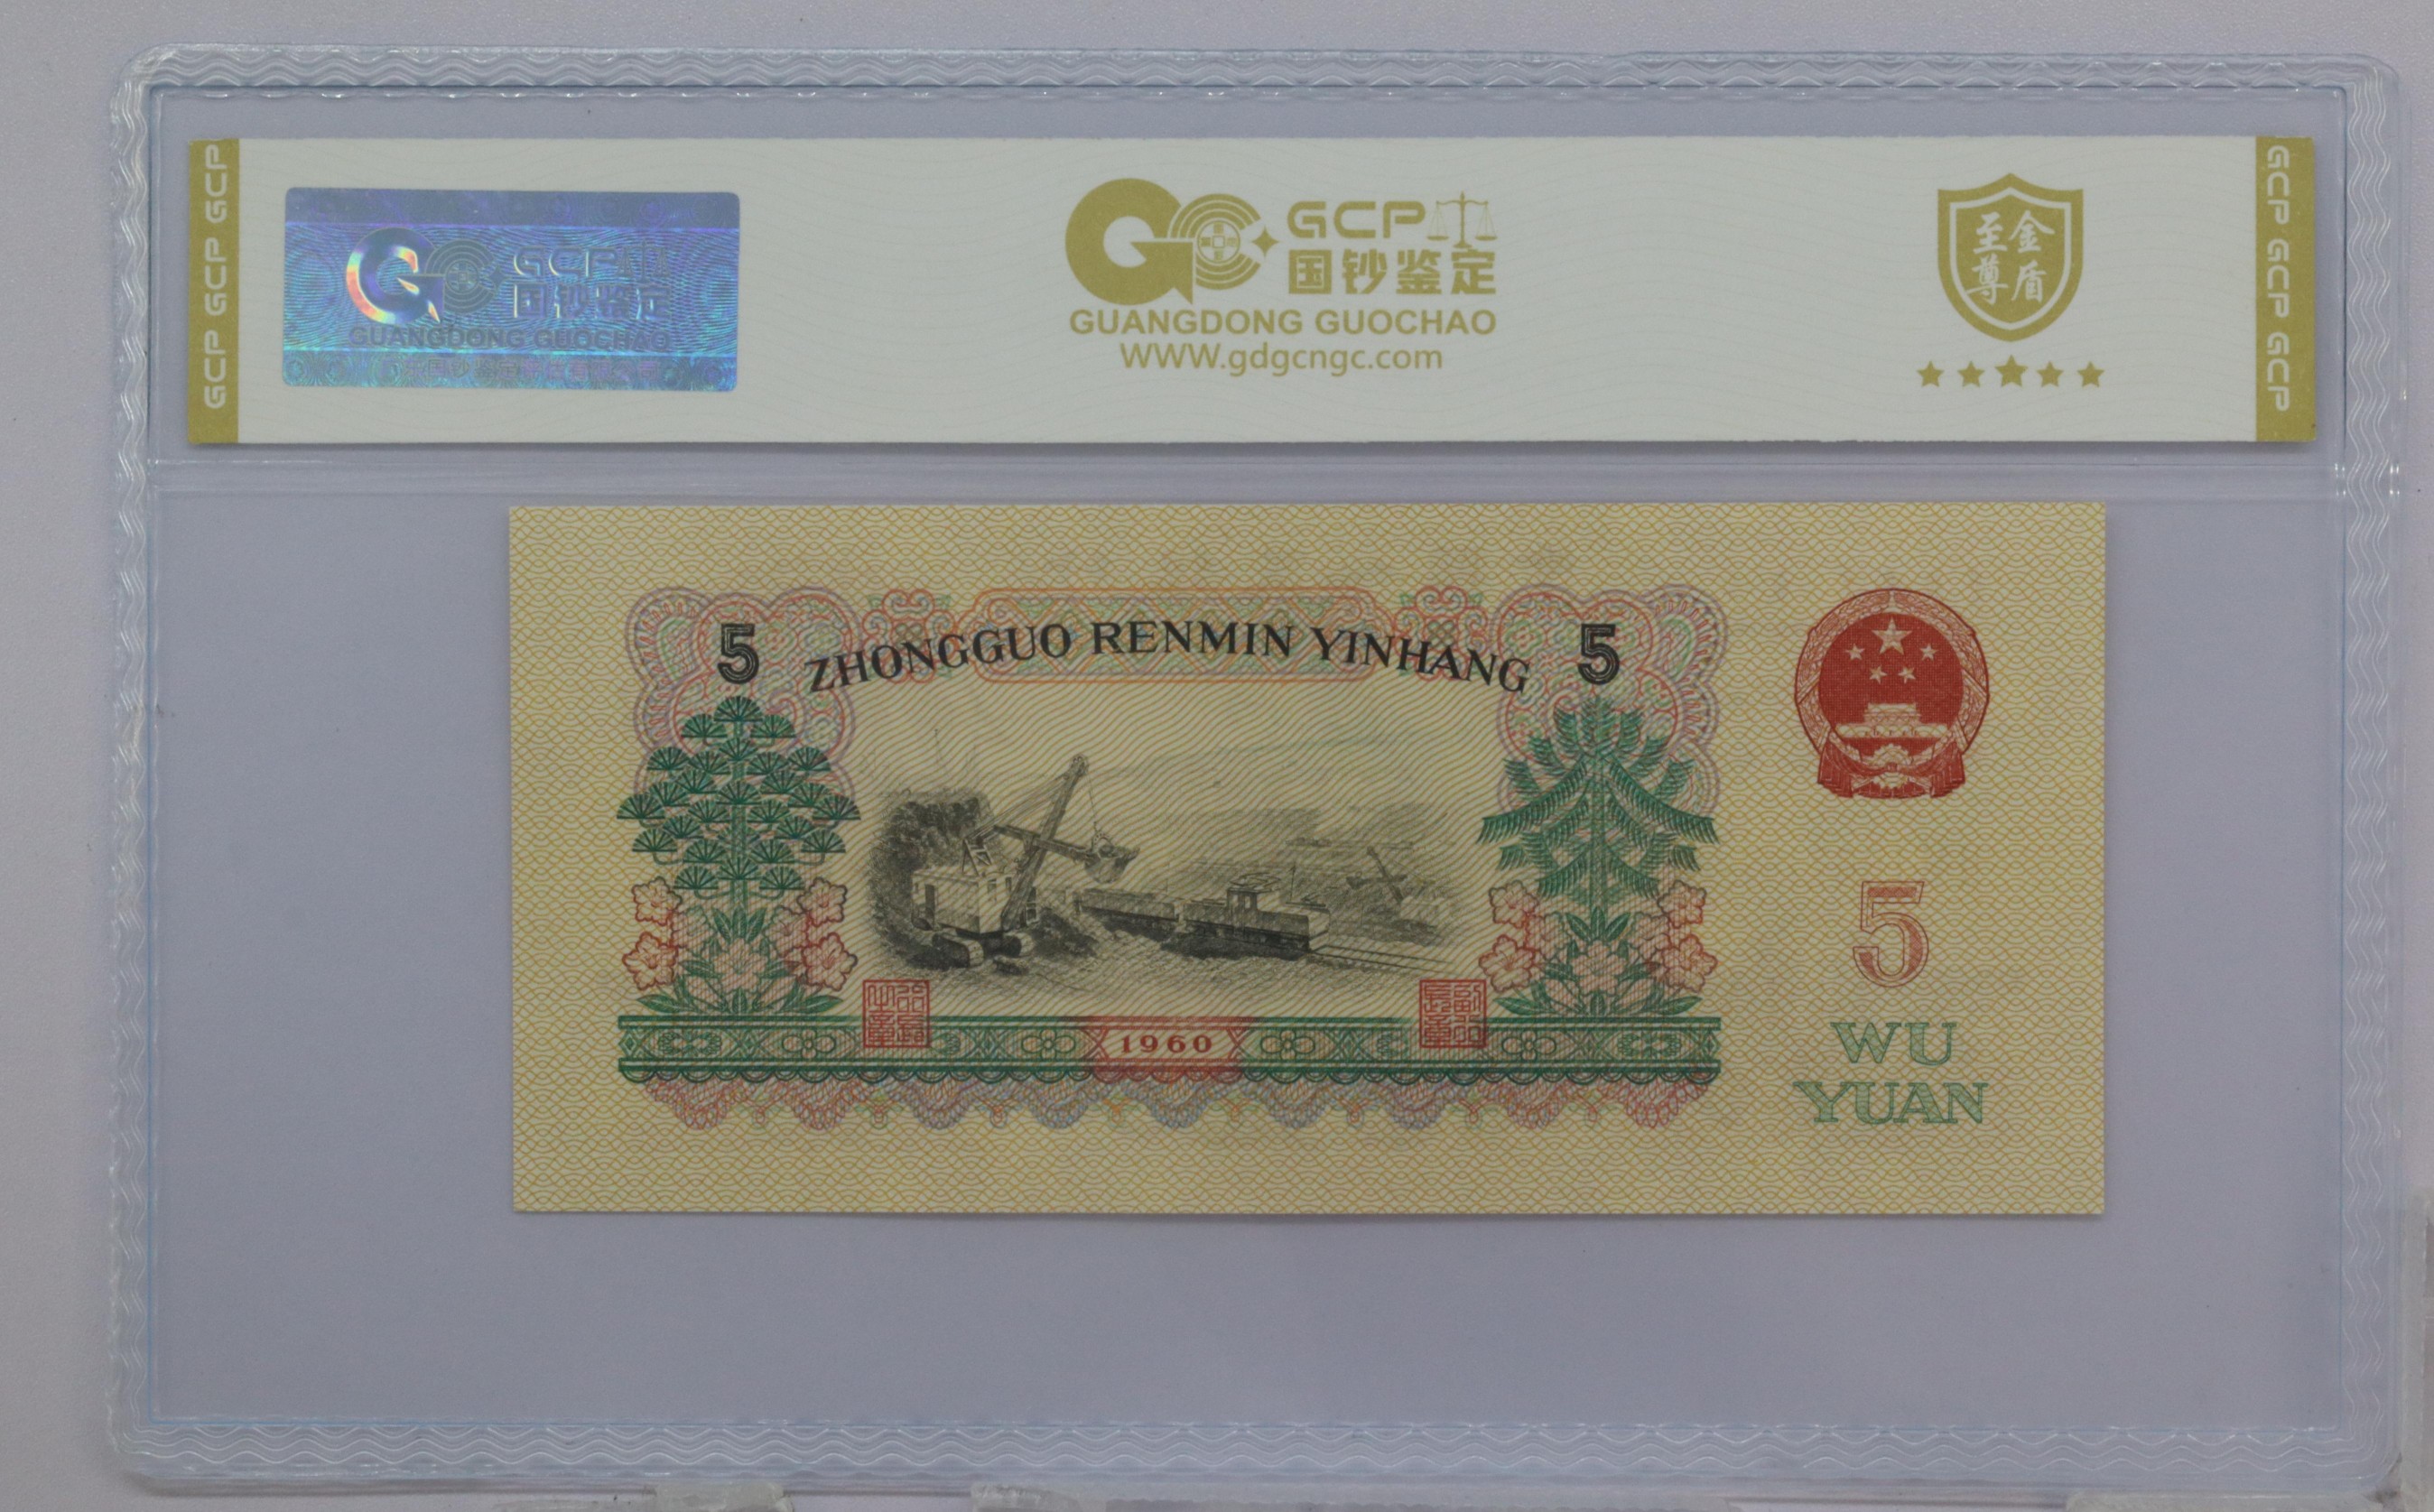 GCP GCP GCP
GCP
国钞鉴定
GUANGDONG GUOCHAO
GCP
国钞鉴定
GUANGDONG GUOCHAO
WWW.gdgcngc.com
至尊
金盾
GCP GCP GCP
5 ZHONGGUO RENMIN YINHANG 5
1960
5
WU
YUAN